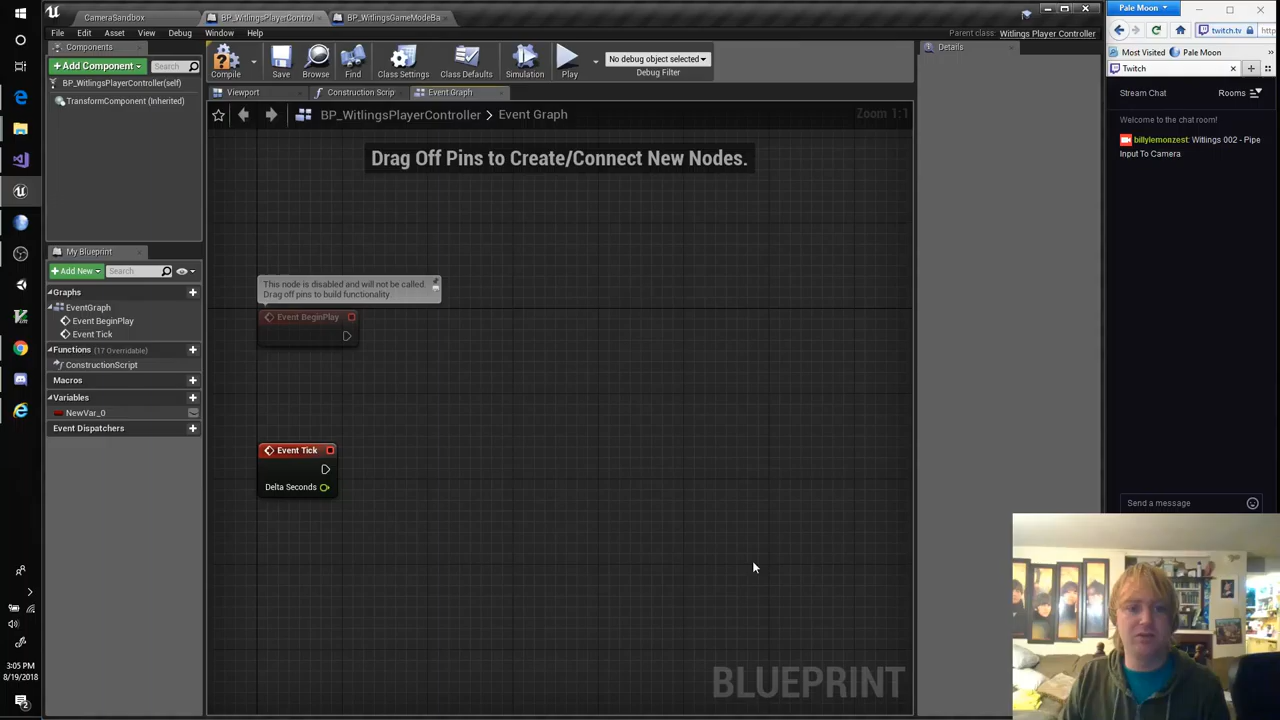 CameraSandbox
BP_WitlingsPlayerControl
BP_WitlingsGameModeBa
File
Edit
Asset
View
Debug
Window
Help
Parent class:
Witlings Player Controller
Components
+ Add Component
Search
BP_WitlingsPlayerController(self)
TransformComponent (Inherited)
Compile
Save
Browse
Find
Class Settings
Class Defaults
Simulation
Play
No debug object selected
Debug Filter
Viewport
Construction Scrip
Event Graph
BP_WitlingsPlayerController > Event Graph
Zoom 1:1
Drag Off Pins to Create/Connect New Nodes.
This node is disabled and will not be called.
Drag off pins to build functionality.
Event BeginPlay
Event Tick
Delta Seconds
BLUEPRINT
My Blueprint
+ Add New
Search
Graphs
EventGraph
Event BeginPlay
Event Tick
Functions (17 Overridable)
ConstructionScript
Macros
Variables
NewVar_0
Event Dispatchers
Details
Pale Moon
twitch.tv
Most Visited
Pale Moon
Twitch
Stream Chat
Rooms
Welcome to the chat room!
billylemonzest: Witlings 002 - Pipe
Input To Camera
Send a message
3:05 PM
8/19/2018